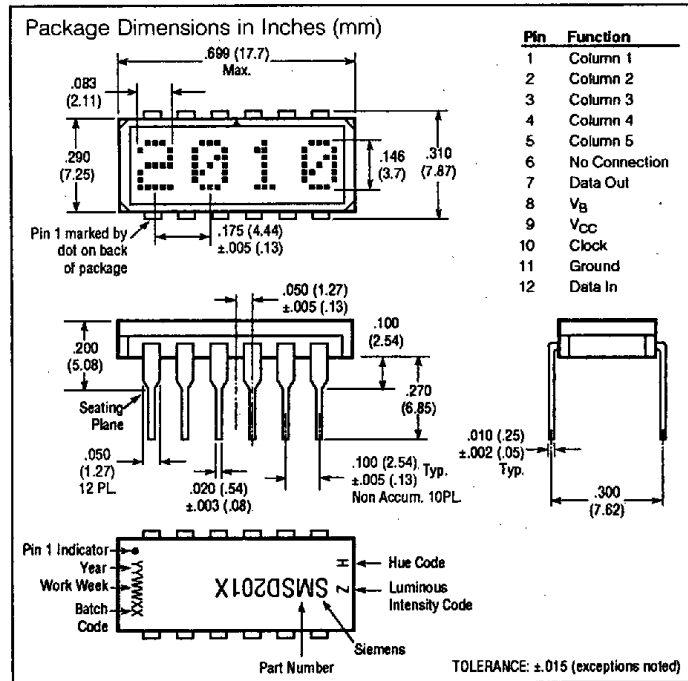 Package Dimensions in Inches (mm)
.699 (17.7)
Max.
.083
(2.11)
.290
(7.25)
2010
.146
(3.7)
.310
(7.87)
Pin 1 marked by
dot on back
of package
.175 (4.44)
±.005 (.13)
Pin Function
1 Column 1
2 Column 2
3 Column 3
4 Column 4
5 Column 5
6 No Connection
7 Data Out
8 VB
9 VCC
10 Clock
11 Ground
12 Data In
.050 (1.27)
±.005 (.13)
.200
(5.08)
.100
(2.54)
.270
(6.85)
Seating
Plane
.050
(1.27)
12 PL.
.020 (.54)
±.003 (.08)
.100 (2.54) Typ.
±.005 (.13)
Non Accum. 10PL.
.010 (.25)
±.002 (.05)
Typ.
.300
(7.62)
Pin 1 Indicator
Year
Work Week
Batch
Code
YYWWXX
SMSD201X
H
Z
Hue Code
Luminous
Intensity Code
Siemens
Part Number
TOLERANCE: ±.015 (exceptions noted)